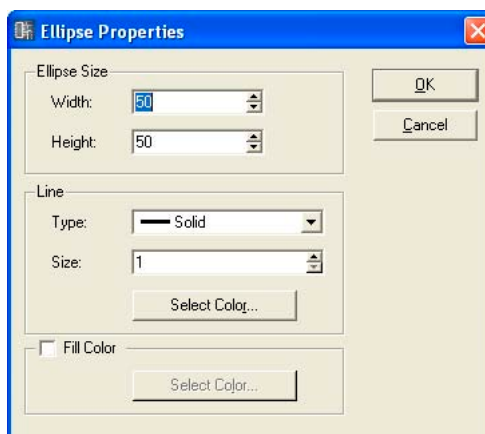 Ellipse Properties
Ellipse Size
Width: 50
Height: 50
OK
Cancel
Line
Type: Solid
Size: 1
Select Color...
Fill Color
Select Color...